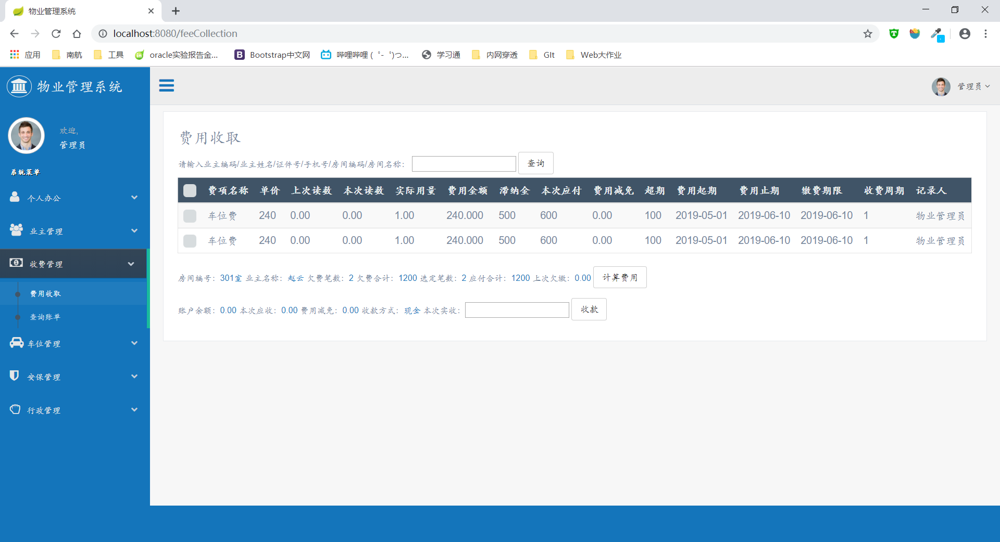 物业管理系统
localhost:8080/feeCollection
应用 南航 工具 oracle实验报告金... Bootstrap中文网 哔哩哔哩 ( ゜- ゜)つ... 学习通 内网穿透 GIt Web大作业
物业管理系统
管理员
欢迎,
管理员
系统菜单
个人办公
业主管理
收费管理
费用收取
查询账单
车位管理
安保管理
行政管理
费用收取
请输入业主编码/业主姓名/证件号/手机号/房间编码/房间名称： 查询
费项名称 单价 上次读数 本次读数 实际用量 费用金额 滞纳金 本次应付 费用减免 超期 费用起期 费用止期 缴费期限 收费周期 记录人
车位费 240 0.00 0.00 1.00 240.000 500 600 0.00 100 2019-05-01 2019-06-10 2019-06-10 1 物业管理员
车位费 240 0.00 0.00 1.00 240.000 500 600 0.00 100 2019-05-01 2019-06-10 2019-06-10 1 物业管理员
房间编号：301室 业主名称：赵云 欠费笔数：2 欠费合计：1200 选定笔数：2 应付合计：1200 上次欠缴：0.00 计算费用
账户余额：0.00 本次应收：0.00 费用减免：0.00 收款方式：现金 本次实收： 收款